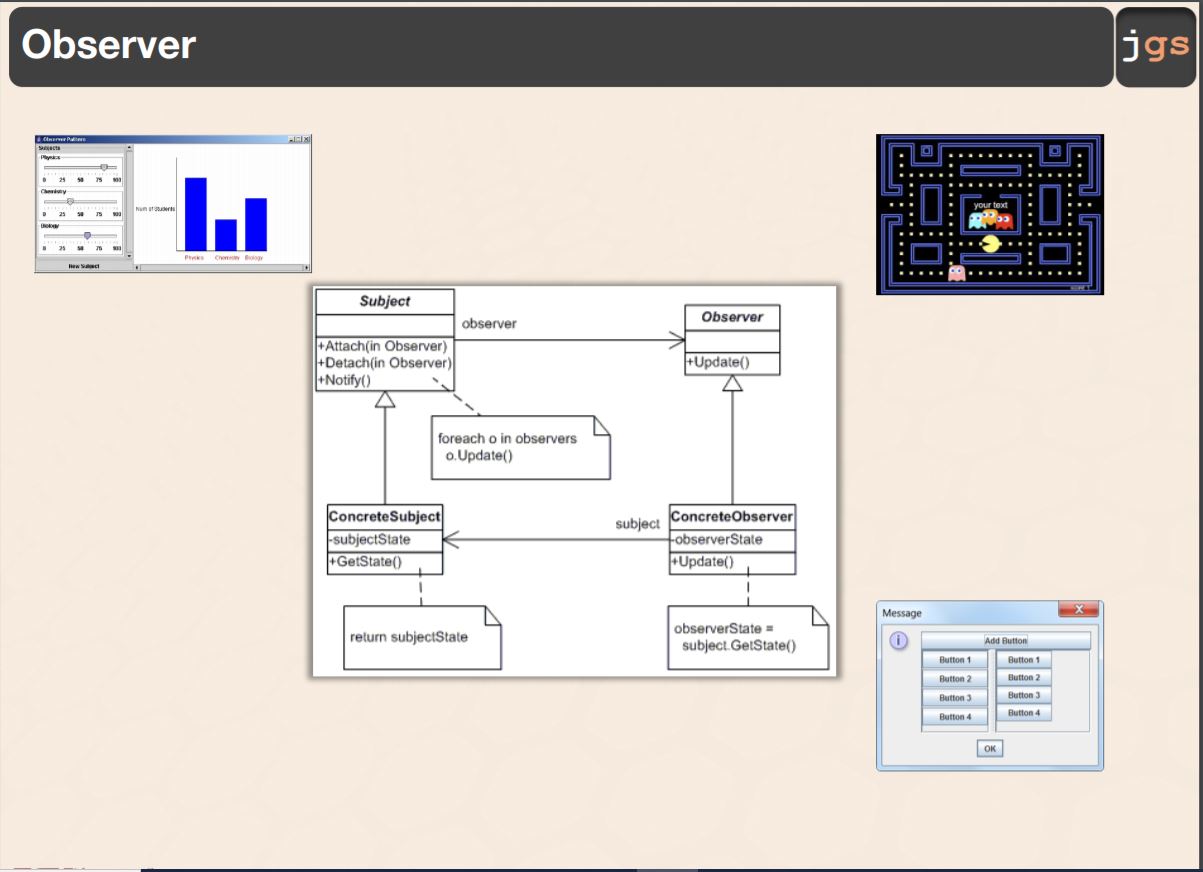 Observer
jgs
Observer Pattern
Subjects
Physics
0 25 50 75 100
Chemistry
0 25 50 75 100
Biology
0 25 50 75 100
New Subject
Num of Students
Physics Chemistry Biology
your text
Subject
+Attach(in Observer)
+Detach(in Observer)
+Notify()
observer
Observer
+Update()
foreach o in observers
o.Update()
ConcreteSubject
-subjectState
+GetState()
subject
ConcreteObserver
-observerState
+Update()
return subjectState
observerState =
subject.GetState()
Message
X
i
Add Button
Button 1
Button 2
Button 3
Button 4
Button 1
Button 2
Button 3
Button 4
OK